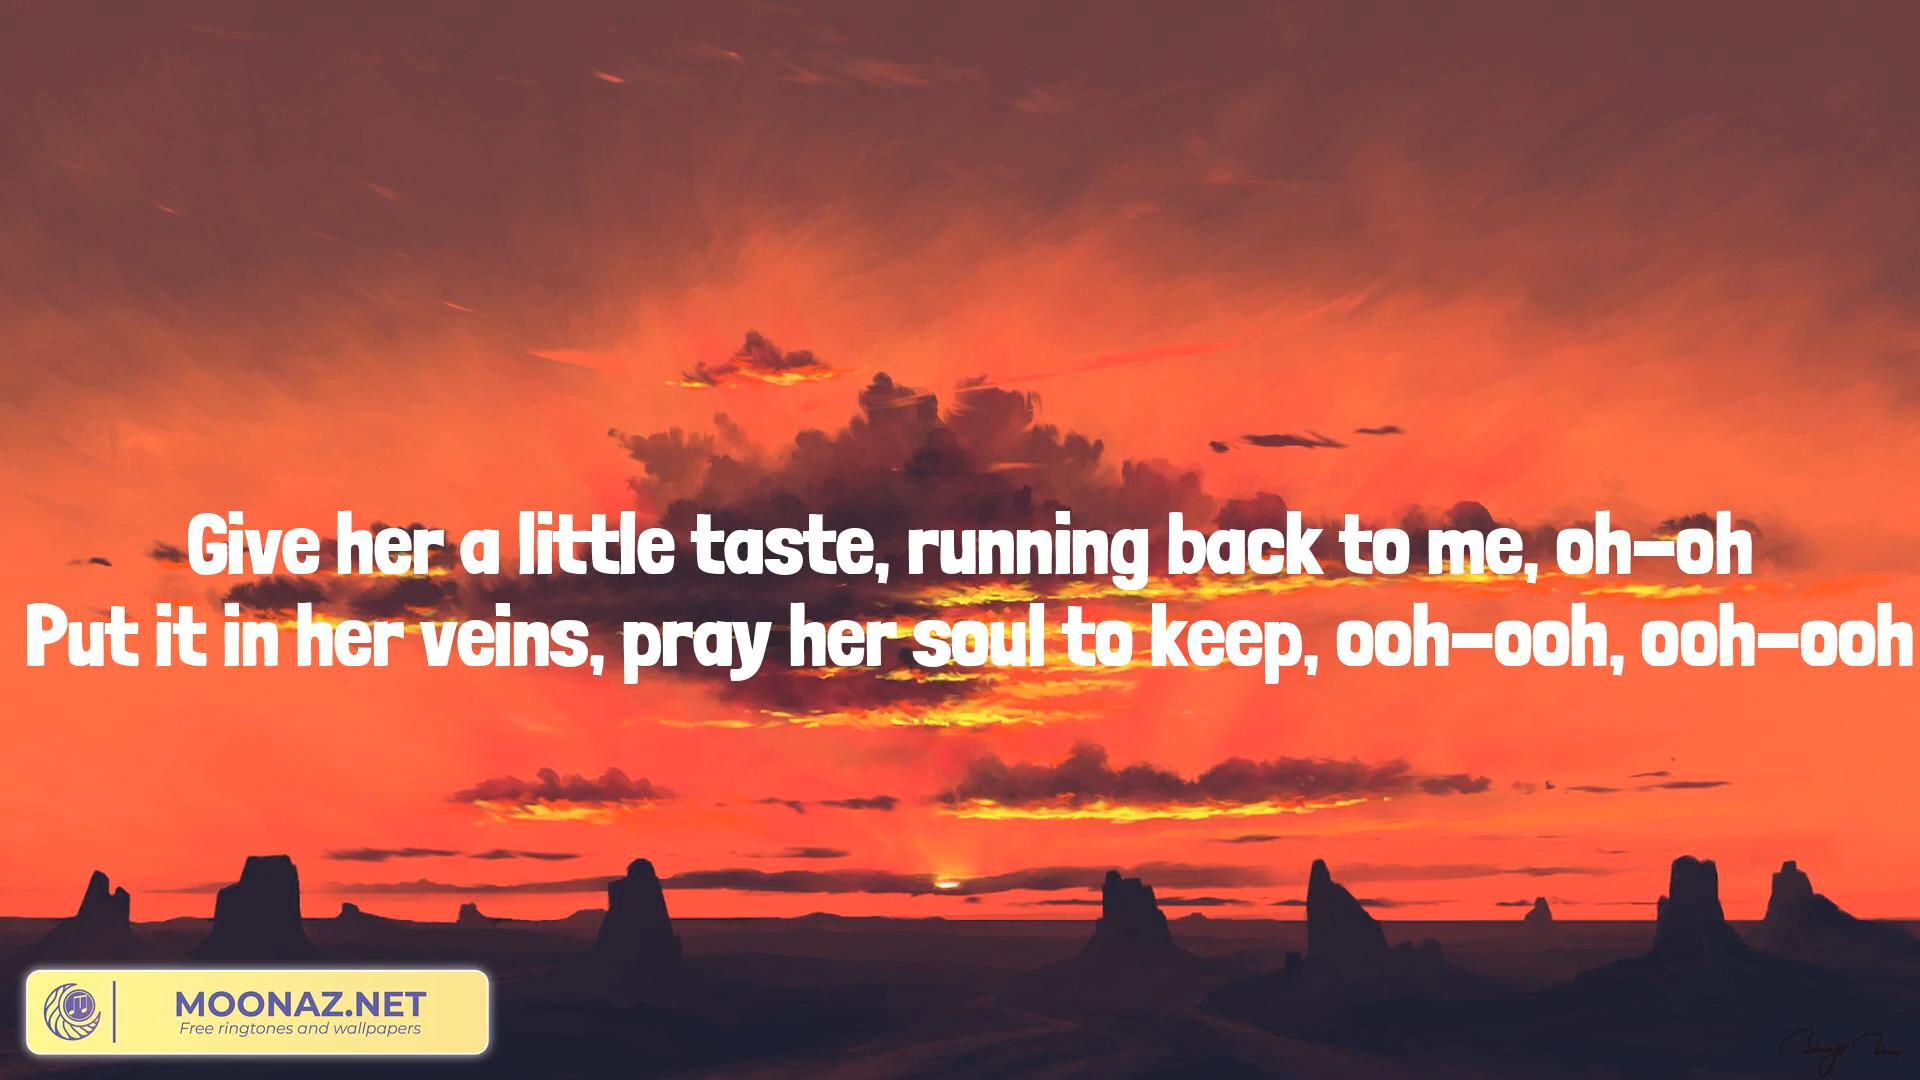 Give her a little taste, running back to me, oh-oh
Put it in her veins, pray her soul to keep, ooh-ooh, ooh-ooh
MOONAZ.NET
Free ringtones and wallpapers